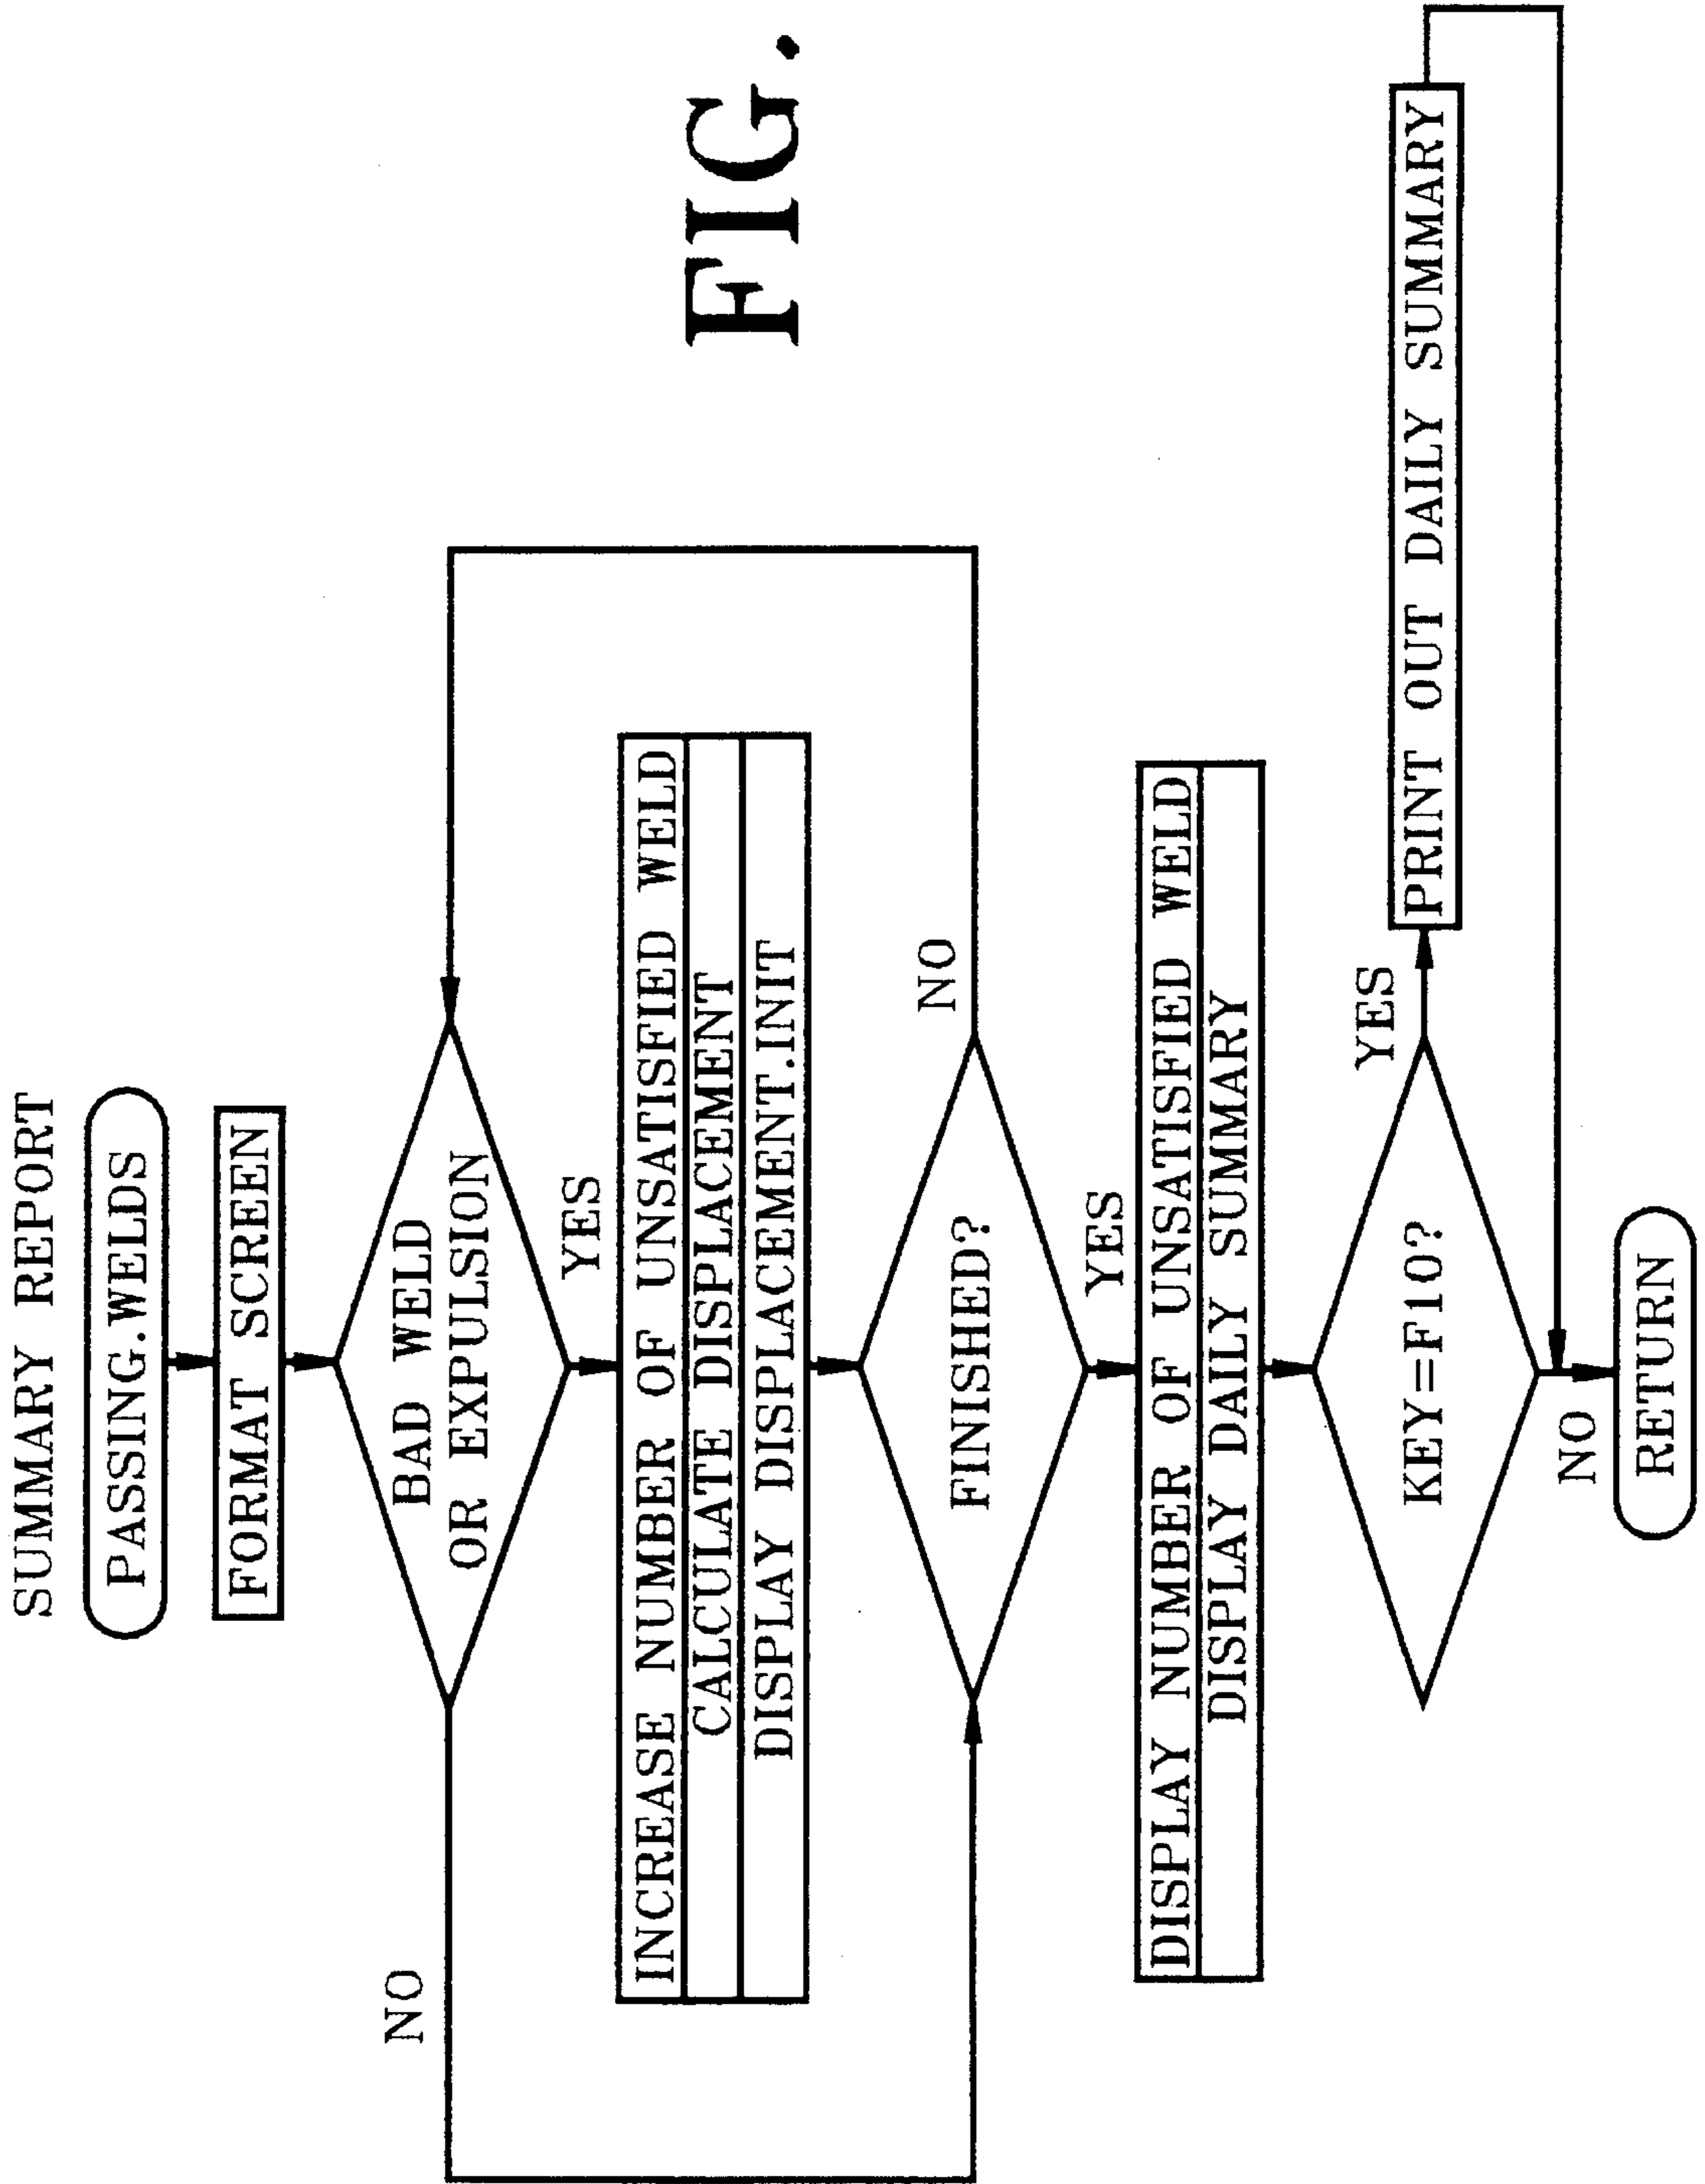 SUMMARY REPORT
PASSING.WELDS
FORMAT SCREEN
BAD WELD
OR EXPULSION
NO
YES
INCREASE NUMBER OF UNSATISFIED WELD
CALCULATE DISPLACEMENT
DISPLAY DISPLACEMENT.INIT
FINISHED?
NO
YES
DISPLAY NUMBER OF UNSATISFIED WELD
DISPLAY DAILY SUMMARY
KEY=F10?
YES
PRINT OUT DAILY SUMMARY
NO
RETURN
FIG.